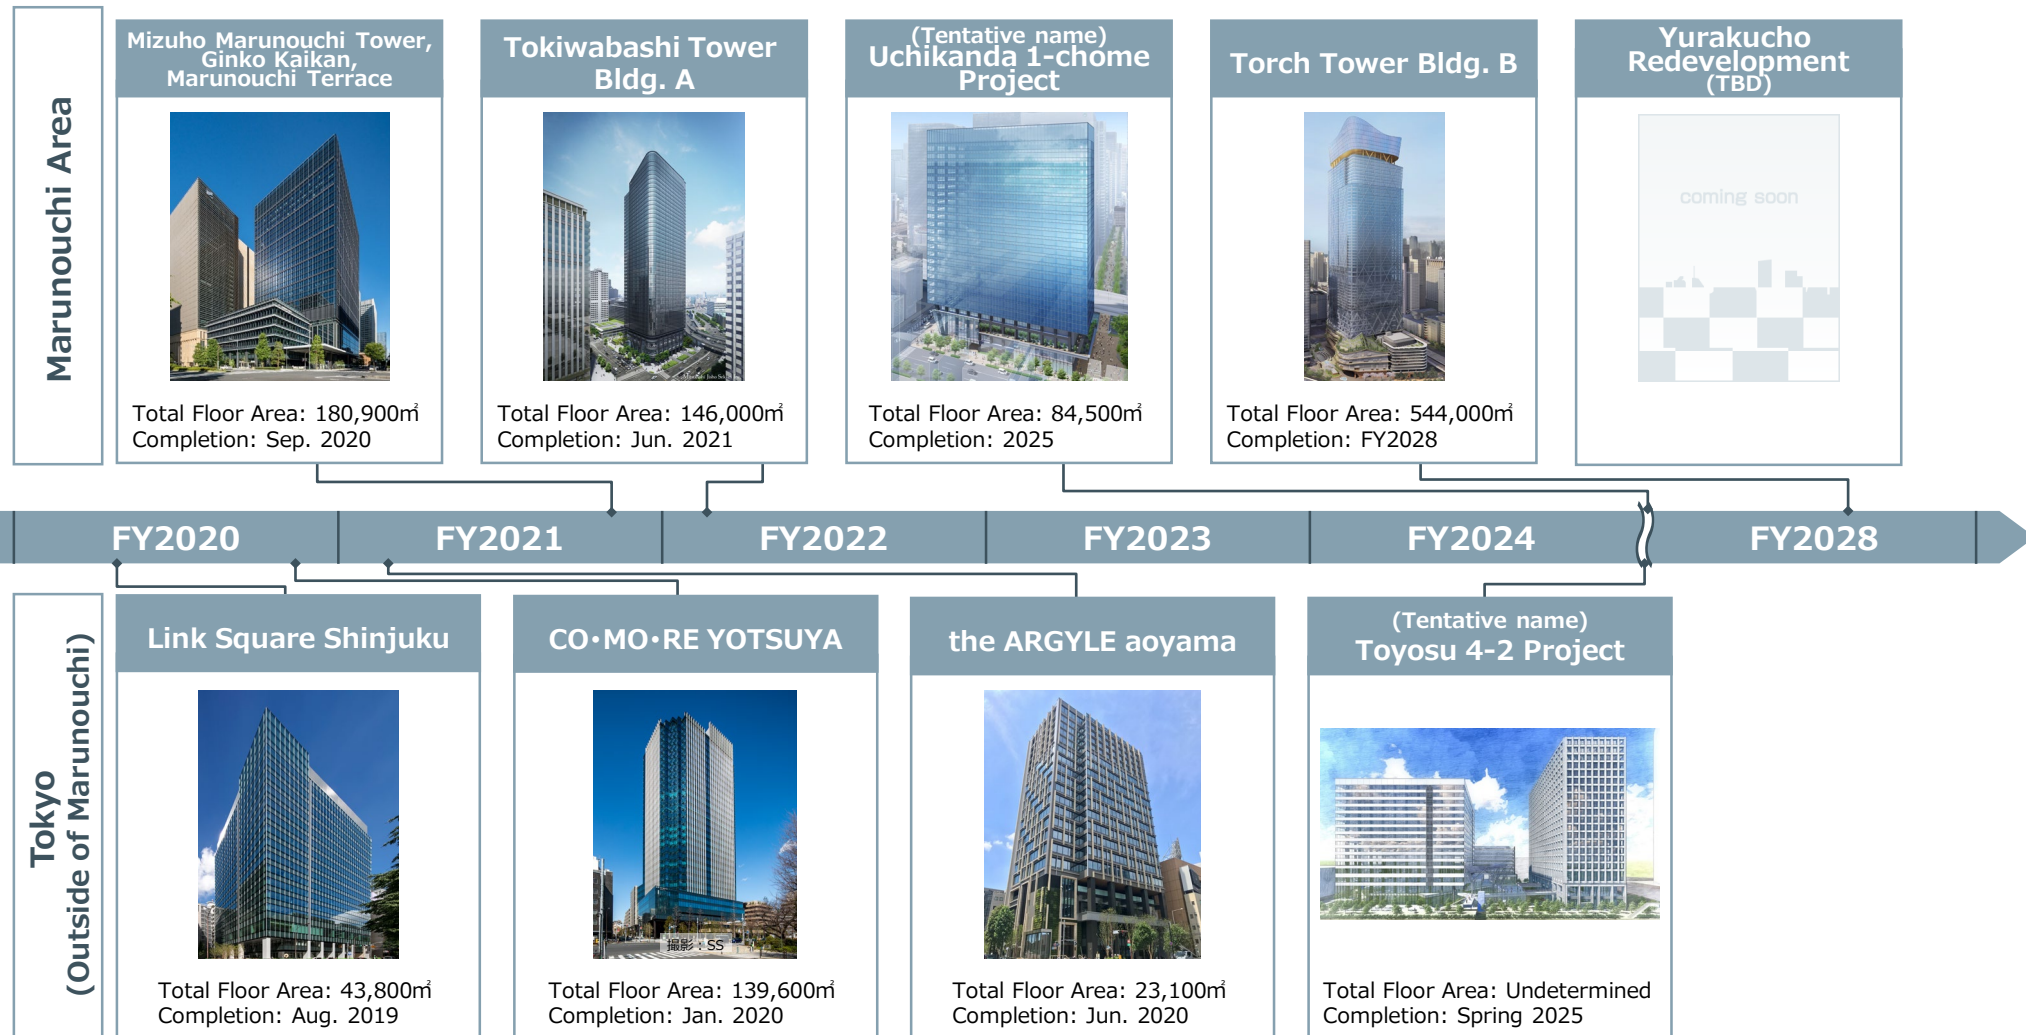 Marunouchi Area
Mizuho Marunouchi Tower,
Ginko Kaikan,
Marunouchi Terrace
Total Floor Area: 180,900㎡
Completion: Sep. 2020
Tokiwabashi Tower
Bldg. A
Total Floor Area: 146,000㎡
Completion: Jun. 2021
(Tentative name)
Uchikanda 1-chome
Project
Total Floor Area: 84,500㎡
Completion: 2025
Torch Tower Bldg. B
Total Floor Area: 544,000㎡
Completion: FY2028
Yurakucho
Redevelopment
(TBD)
coming soon
FY2020
FY2021
FY2022
FY2023
FY2024
FY2028
Tokyo
(Outside of Marunouchi)
Link Square Shinjuku
Total Floor Area: 43,800㎡
Completion: Aug. 2019
CO・MO・RE YOTSUYA
撮影：SS
Total Floor Area: 139,600㎡
Completion: Jan. 2020
the ARGYLE aoyama
Total Floor Area: 23,100㎡
Completion: Jun. 2020
(Tentative name)
Toyosu 4-2 Project
Total Floor Area: Undetermined
Completion: Spring 2025